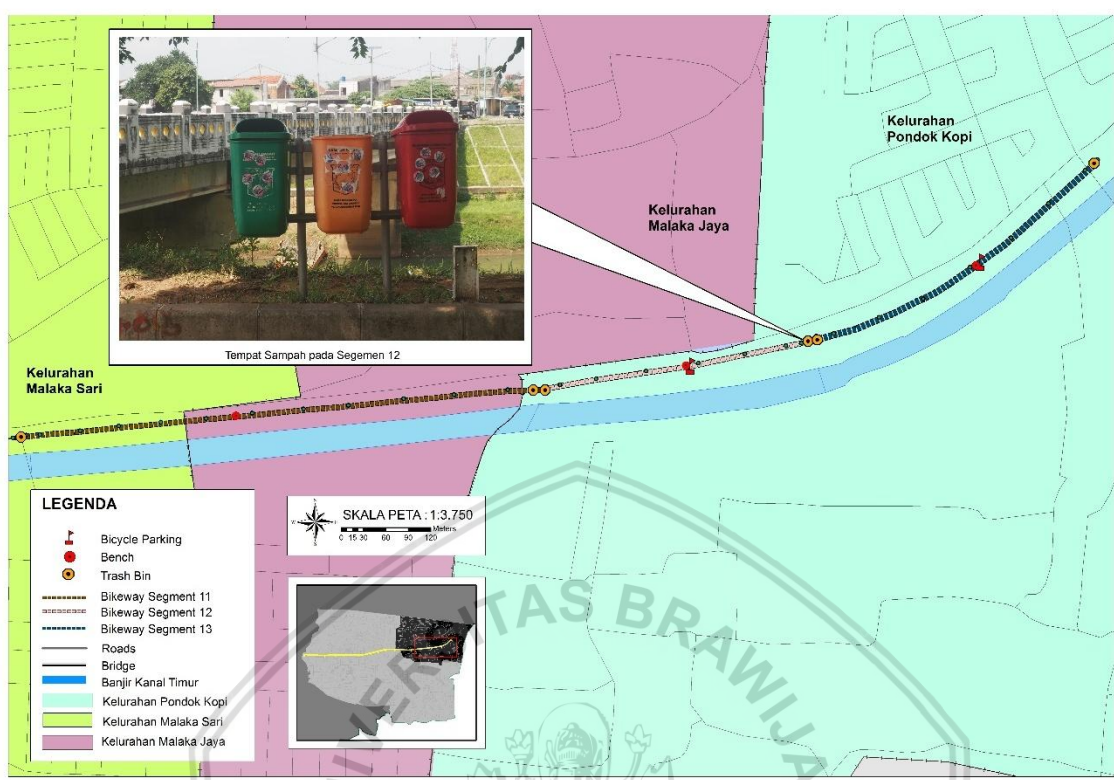 Kelurahan
Pondok Kopi
Kelurahan
Malaka Jaya
Tempat Sampah pada Segemen 12
Kelurahan
Malaka Sari
LEGENDA
Bicycle Parking
Bench
Trash Bin
Bikeway Segment 11
Bikeway Segment 12
Bikeway Segment 13
Roads
Bridge
Banjir Kanal Timur
Kelurahan Pondok Kopi
Kelurahan Malaka Sari
Kelurahan Malaka Jaya
N
W
E
S
SKALA PETA : 1:3.750
Meters
0 15 30 60 90 120
UNIVERSITAS BRAWIJA